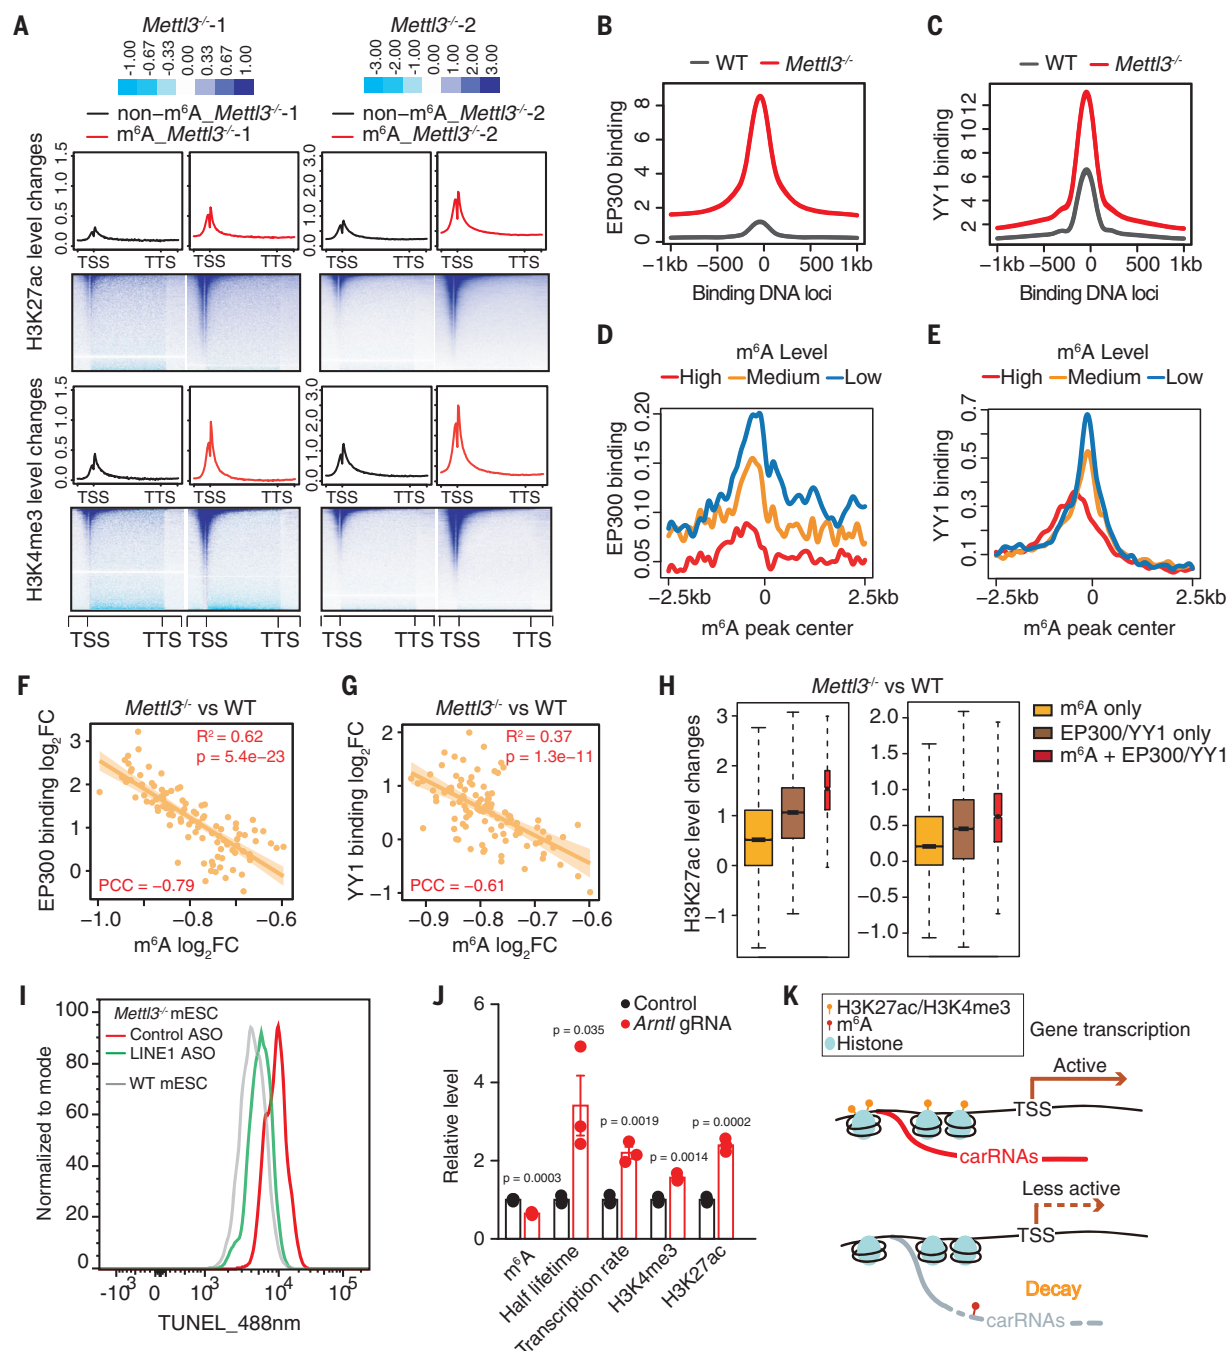 A
Mettl3-/--1
Mettl3-/--2
-1.00
-0.67
-0.33
0.00
0.33
0.67
1.00
-3.00
-2.00
-1.00
0.00
1.00
2.00
3.00
non–m⁶A_Mettl3-/--1
m⁶A_Mettl3-/--1
non–m⁶A_Mettl3-/--2
m⁶A_Mettl3-/--2
H3K27ac level changes
0.0 0.5 1.0 1.5
0.0 1.0 2.0 3.0
TSS TTS TSS TTS TSS TTS TSS TTS
H3K4me3 level changes
0.0 0.5 1.0 1.5
0.0 1.0 2.0 3.0
TSS TTS TSS TTS TSS TTS TSS TTS
TSS TTS TSS TTS TSS TTS TSS TTS
B
WT Mettl3-/-
EP300 binding
0 2 4 6 8
−1kb −500 0 500 1kb
Binding DNA loci
C
WT Mettl3-/-
YY1 binding
2 4 6 8 10 12
−1kb −500 0 500 1kb
Binding DNA loci
D
m⁶A Level
High Medium Low
EP300 binding
0.05 0.10 0.15 0.20
−2.5kb 0 2.5kb
m⁶A peak center
E
m⁶A Level
High Medium Low
YY1 binding
0.1 0.3 0.5 0.7
−2.5kb 0 2.5kb
m⁶A peak center
F
Mettl3-/- vs WT
R² = 0.62
p = 5.4e−23
PCC = −0.79
EP300 binding log₂FC
0 1 2 3
−1.0 −0.8 −0.6
m⁶A log₂FC
G
Mettl3-/- vs WT
R² = 0.37
p = 1.3e−11
PCC = −0.61
YY1 binding log₂FC
−1 0 1 2
−0.9 −0.8 −0.7 −0.6
m⁶A log₂FC
H
Mettl3-/- vs WT
H3K27ac level changes
−1 0 1 2 3
−1.0 −0.5 0.0 0.5 1.0 1.5 2.0
m⁶A only
EP300/YY1 only
m⁶A + EP300/YY1
I
Mettl3-/- mESC
Control ASO
LINE1 ASO
WT mESC
Normalized to mode
0 20 40 60 80 100
-10³ 0 10³ 10⁴ 10⁵
TUNEL_488nm
J
Control
Arntl gRNA
Relative level
0 2 4 6
p = 0.0003
p = 0.035
p = 0.0019
p = 0.0014
p = 0.0002
m⁶A
Half lifetime
Transcription rate
H3K4me3
H3K27ac
K
H3K27ac/H3K4me3
m⁶A
Histone
Gene transcription
Active
TSS
carRNAs
Less active
TSS
Decay
carRNAs